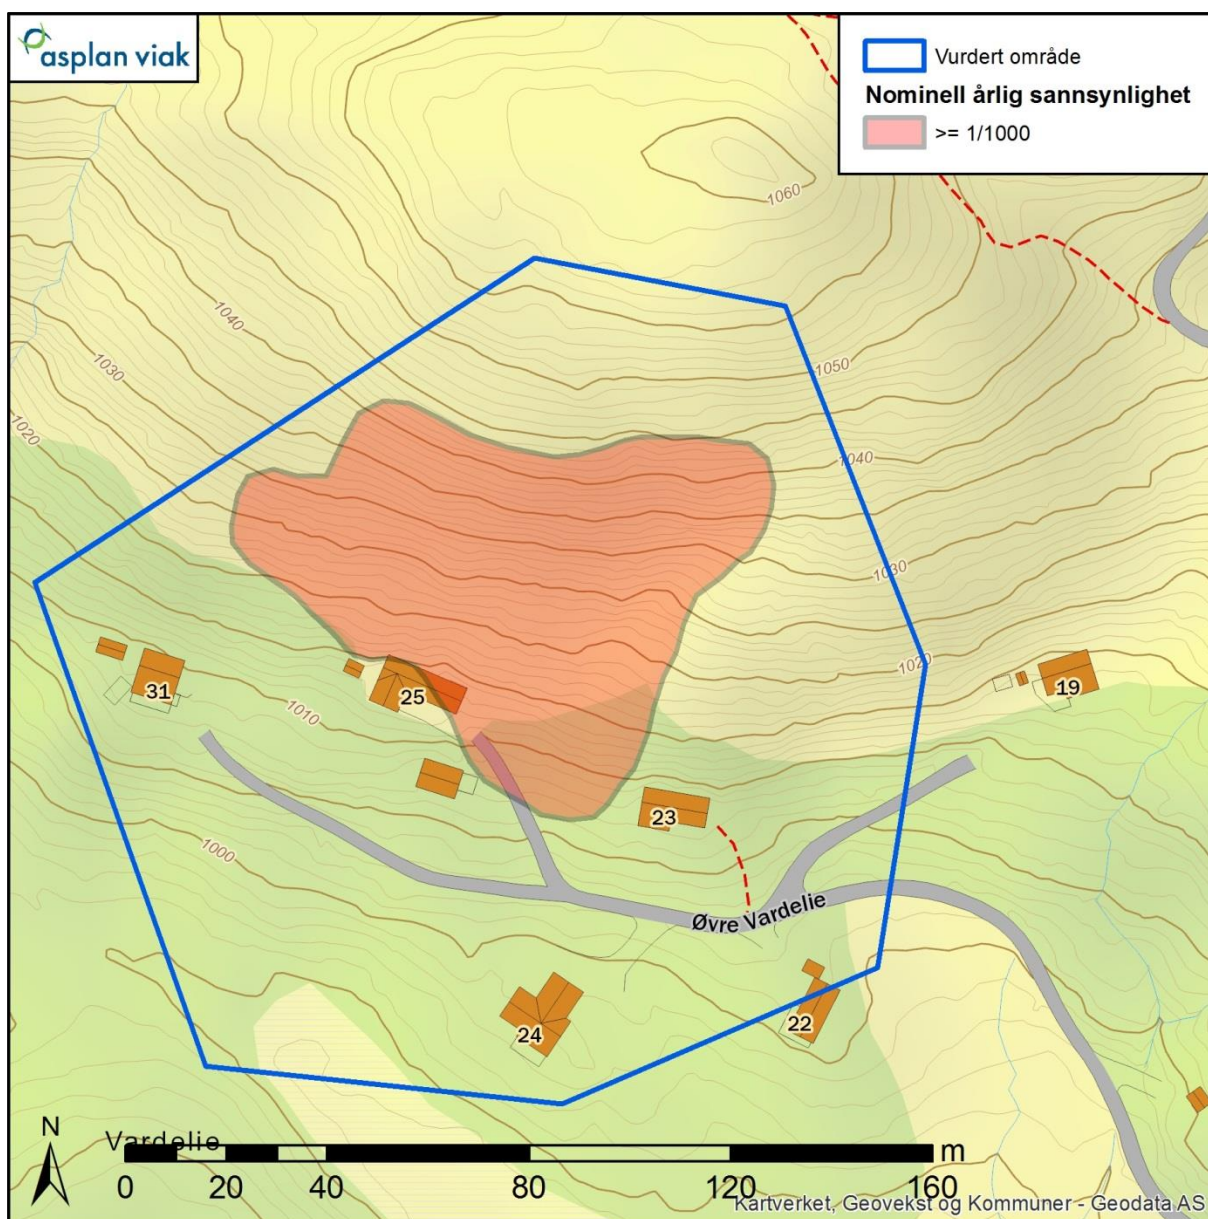 asplan viak
Vurdert område
Nominell årlig sannsynlighet
>= 1/1000
1060
1040
1050
1030
1020
1040
1030
1020
19
31
25
1010
23
1000
Øvre Vardelie
24
22
N
Vardelie
m
0 20 40 80 120 160
Kartverket, Geovekst og Kommuner - Geodata AS